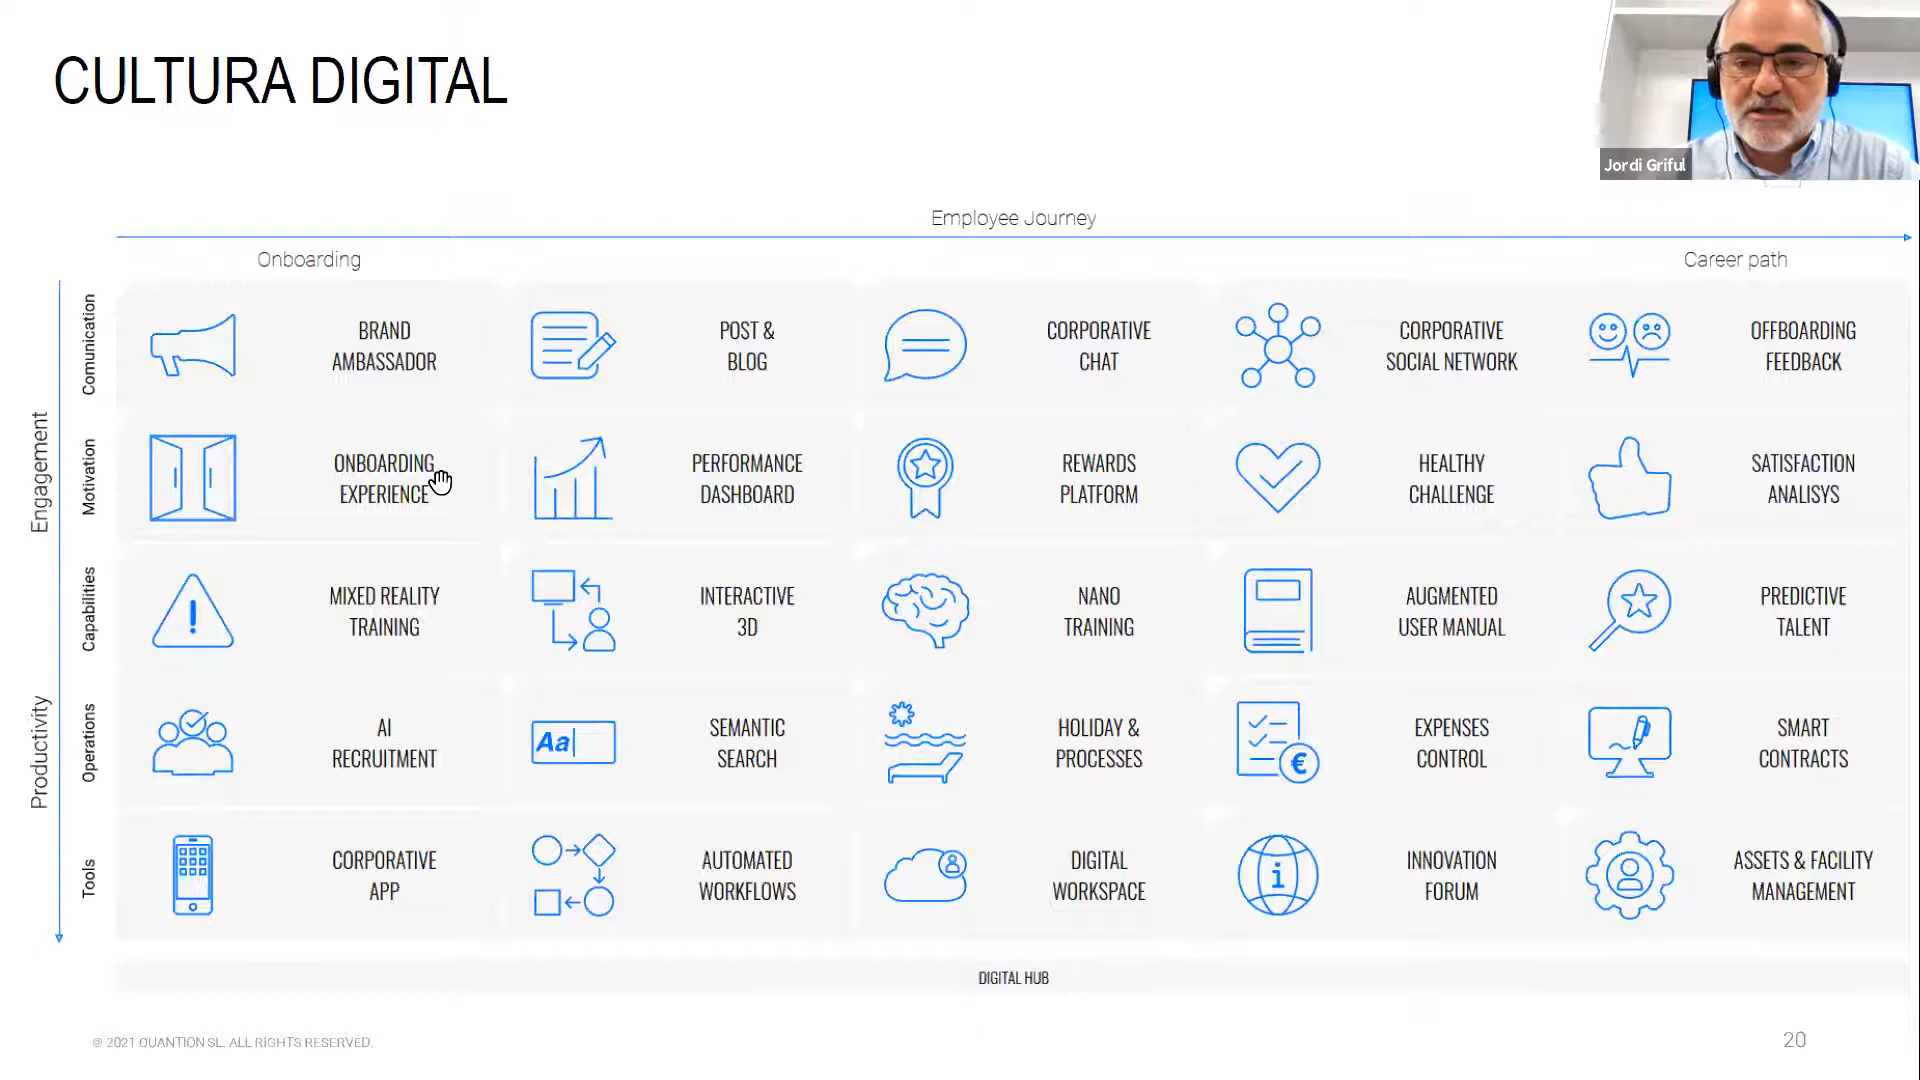 CULTURA DIGITAL
Jordi Griful
Employee Journey
Onboarding
Career path
Engagement
Productivity
Comunication
BRAND
AMBASSADOR
POST &
BLOG
CORPORATIVE
CHAT
CORPORATIVE
SOCIAL NETWORK
OFFBOARDING
FEEDBACK
Motivation
ONBOARDING
EXPERIENCE
PERFORMANCE
DASHBOARD
REWARDS
PLATFORM
HEALTHY
CHALLENGE
SATISFACTION
ANALISYS
Capabilities
MIXED REALITY
TRAINING
INTERACTIVE
3D
NANO
TRAINING
AUGMENTED
USER MANUAL
PREDICTIVE
TALENT
Operations
AI
RECRUITMENT
Aa
SEMANTIC
SEARCH
HOLIDAY &
PROCESSES
€
EXPENSES
CONTROL
SMART
CONTRACTS
Tools
CORPORATIVE
APP
AUTOMATED
WORKFLOWS
DIGITAL
WORKSPACE
i
INNOVATION
FORUM
ASSETS & FACILITY
MANAGEMENT
DIGITAL HUB
© 2021 QUANTION SL. ALL RIGHTS RESERVED.
20